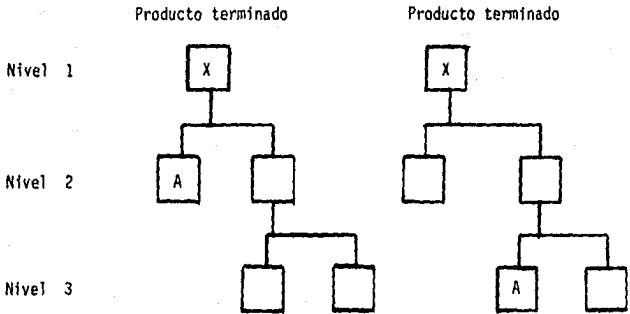 Producto terminado Producto terminado
Nivel 1 X X
Nivel 2 A
Nivel 3 A